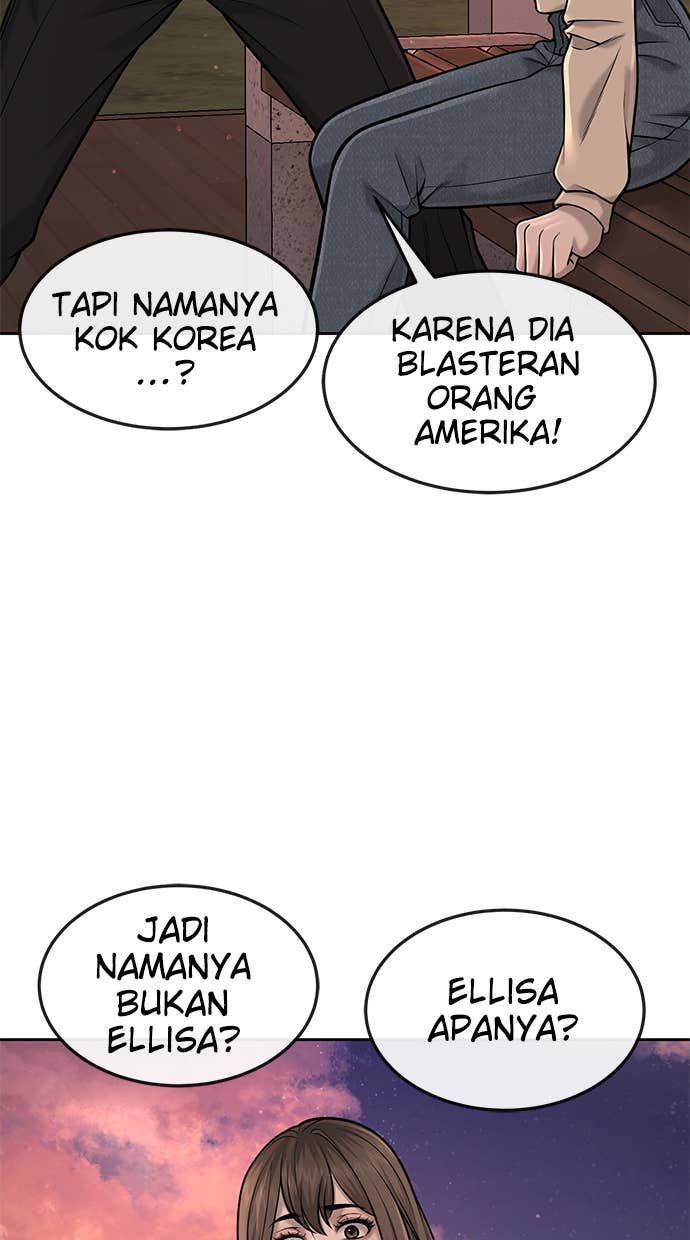 TAPI NAMANYA
KOK KOREA
...?
KARENA DIA
BLASTERAN
ORANG
AMERIKA!
JADI
NAMANYA
BUKAN
ELLISA?
ELLISA
APANYA?